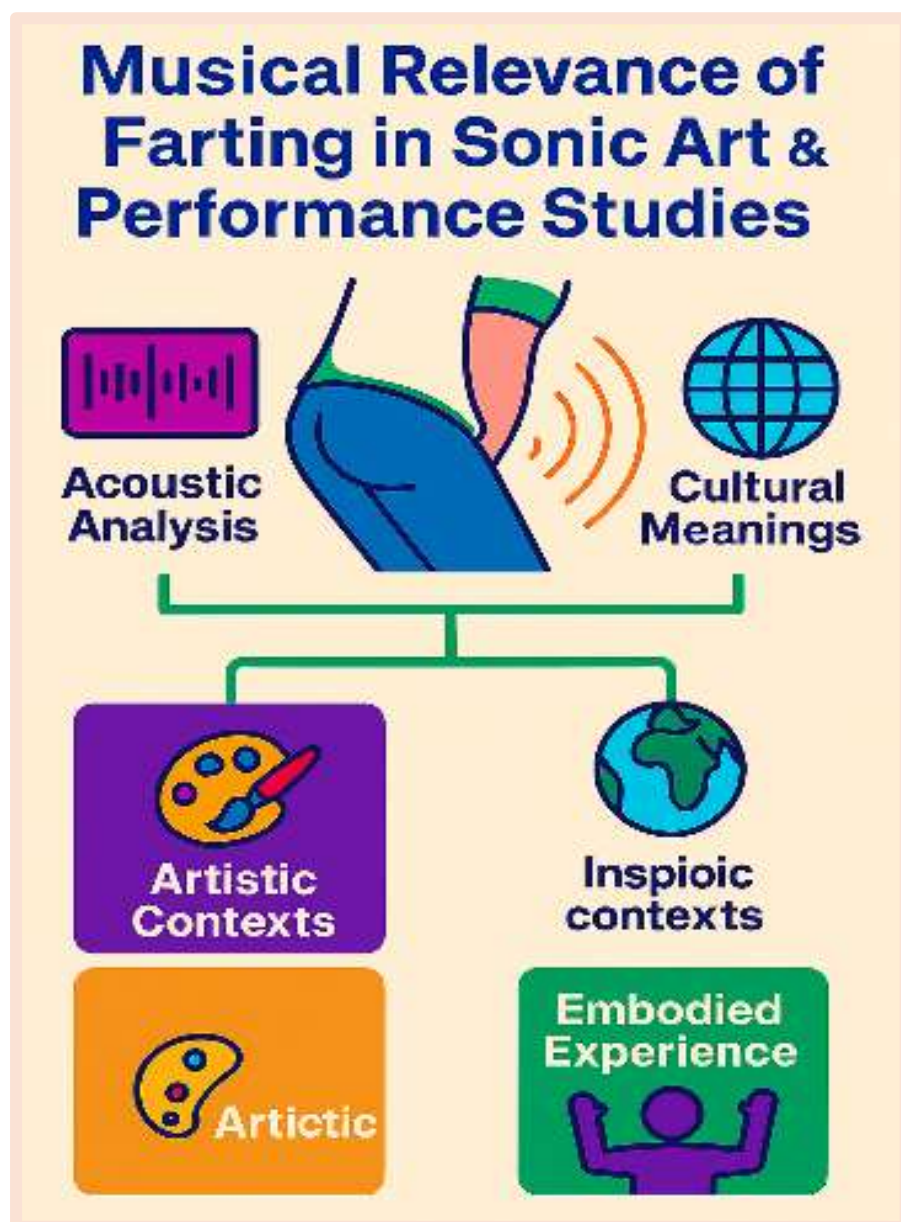 Musical Relevance of
Farting in Sonic Art &
Performance Studies
Acoustic
Analysis
Cultural
Meanings
Artistic
Contexts
Inspioic
contexts
Artictic
Embodied
Experience